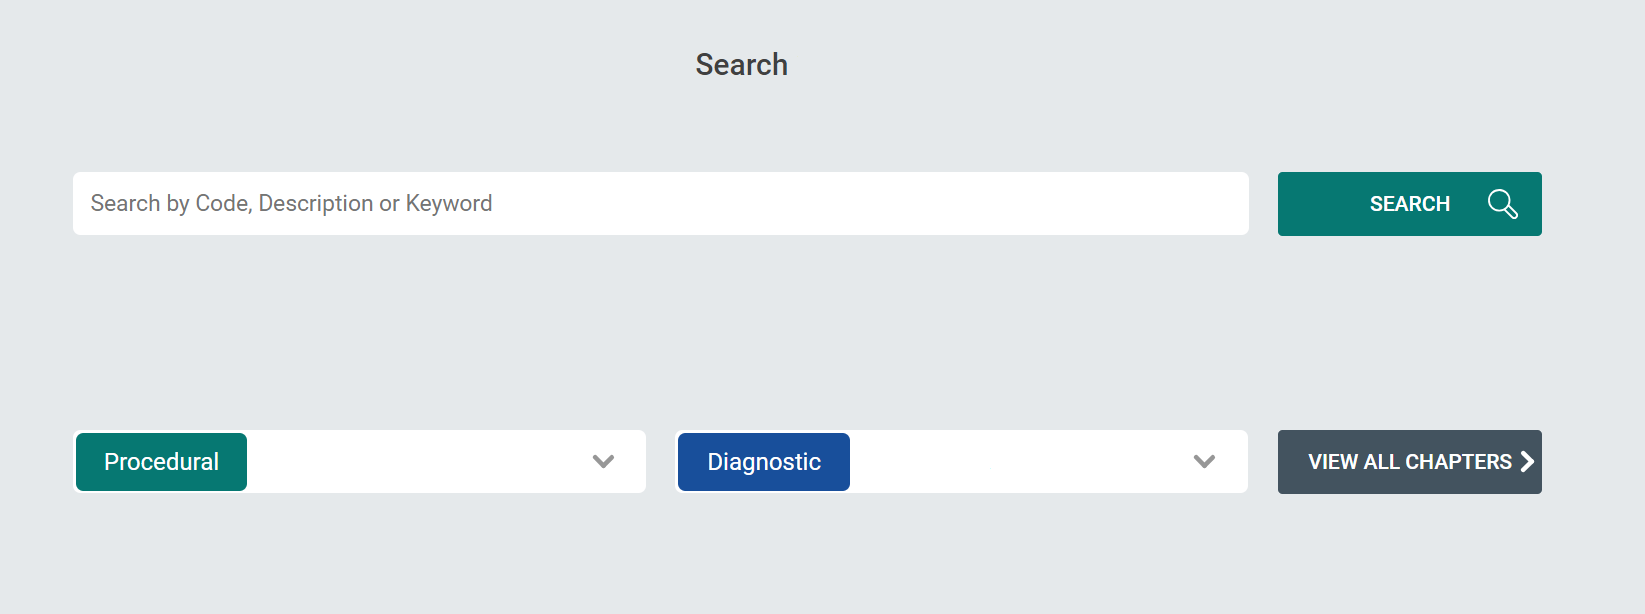 Search
Search by Code, Description or Keyword
SEARCH
Procedural
Diagnostic
VIEW ALL CHAPTERS